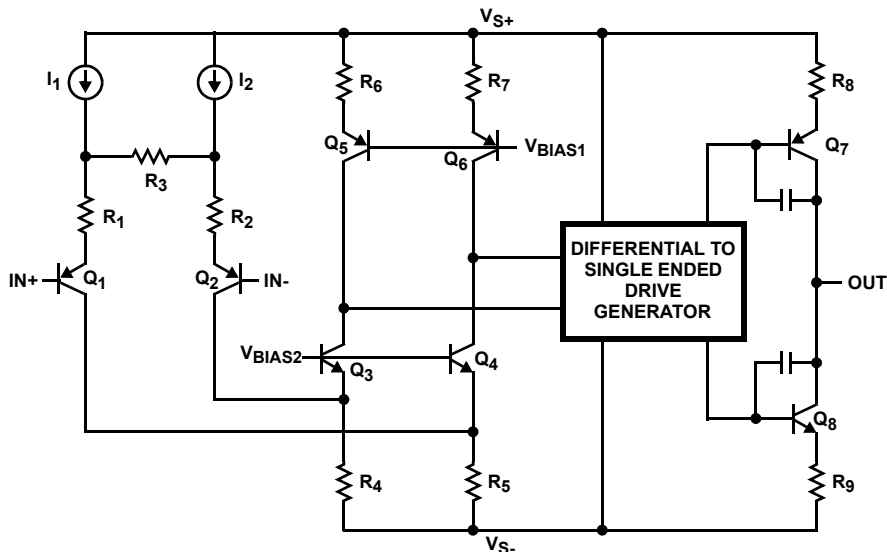 VS+
I1
I2
R6
R7
R8
Q5
Q6
VBIAS1
Q7
R3
R1
R2
DIFFERENTIAL TO
SINGLE ENDED
DRIVE
GENERATOR
IN+
Q1
Q2
IN-
OUT
VBIAS2
Q3
Q4
Q8
R4
R5
R9
VS-